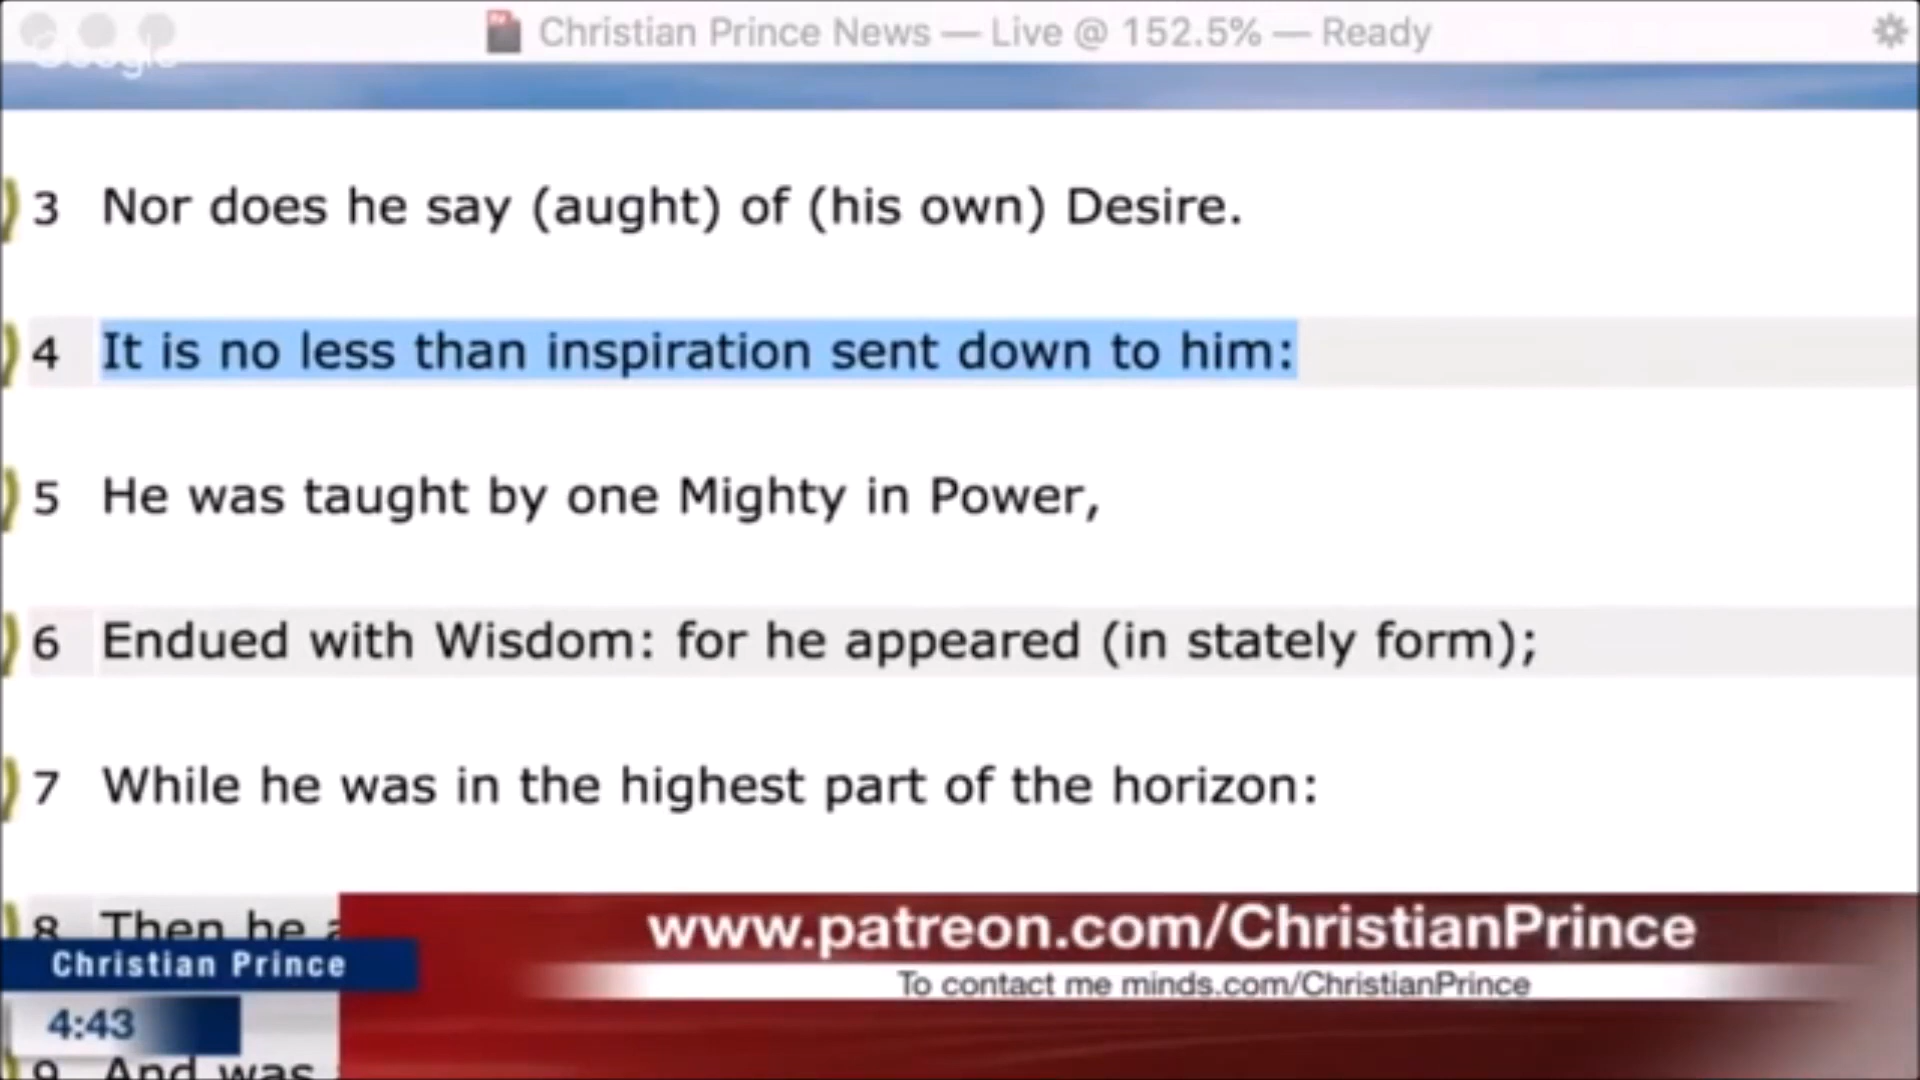 Christian Prince News — Live @ 152.5% — Ready
Google
3 Nor does he say (aught) of (his own) Desire.
4 It is no less than inspiration sent down to him:
5 He was taught by one Mighty in Power,
6 Endued with Wisdom: for he appeared (in stately form);
7 While he was in the highest part of the horizon:
8 Then he
www.patreon.com/ChristianPrince
Christian Prince
To contact me minds.com/ChristianPrince
4:43
9 And was